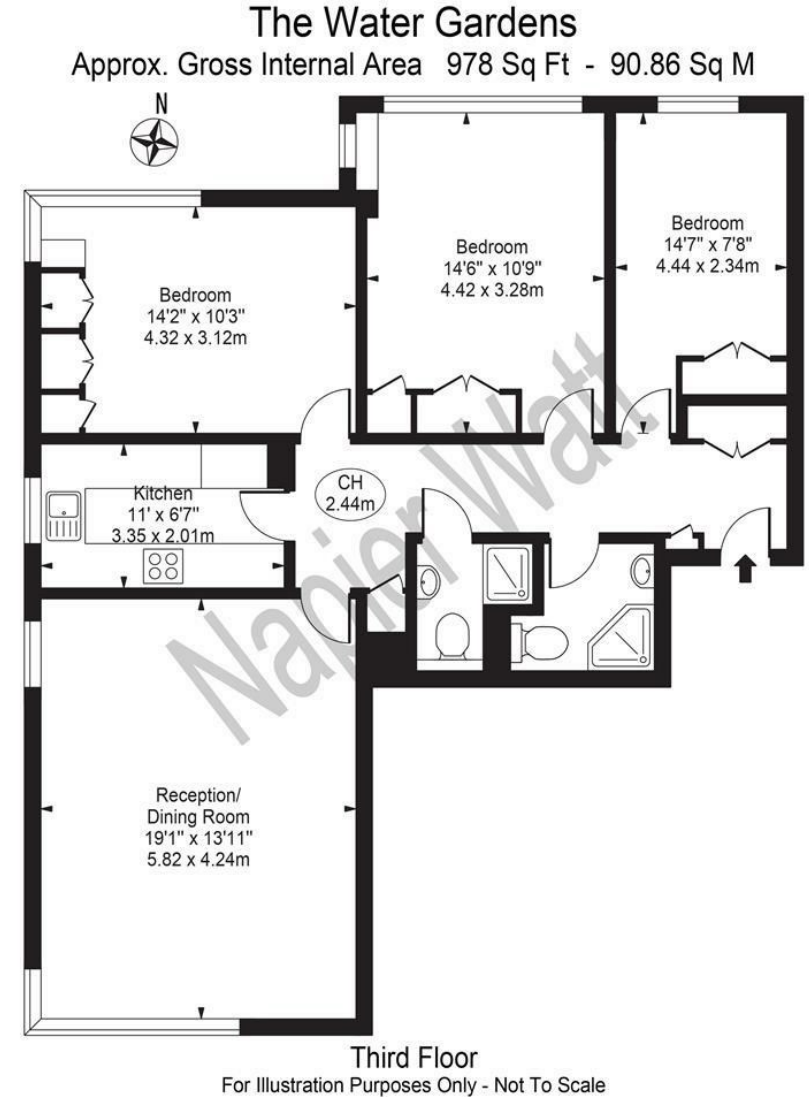 The Water Gardens
Approx. Gross Internal Area 978 Sq Ft - 90.86 Sq M
N
Bedroom
14'7" x 7'8"
4.44 x 2.34m
Bedroom
14'6" x 10'9"
4.42 x 3.28m
Bedroom
14'2" x 10'3"
4.32 x 3.12m
Kitchen
11' x 6'7"
3.35 x 2.01m
CH
2.44m
Napier Watt
Reception/
Dining Room
19'1" x 13'11"
5.82 x 4.24m
Third Floor
For Illustration Purposes Only - Not To Scale